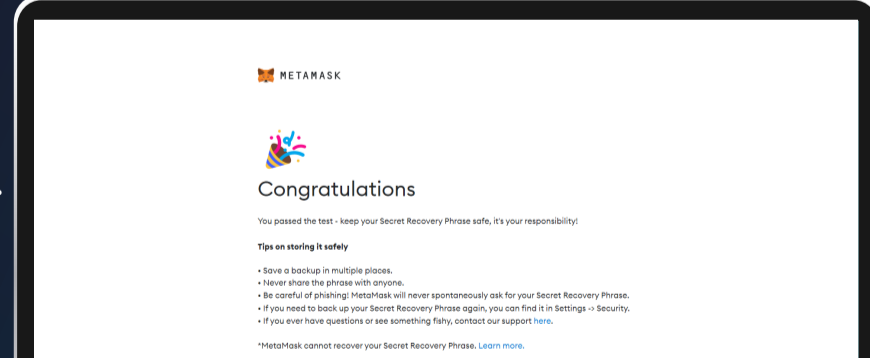 METAMASK
Congratulations
You passed the test - keep your Secret Recovery Phrase safe, it's your responsibility!
Tips on storing it safely
• Save a backup in multiple places.
• Never share the phrase with anyone.
• Be careful of phishing! MetaMask will never spontaneously ask for your Secret Recovery Phrase.
• If you need to back up your Secret Recovery Phrase again, you can find it in Settings -> Security.
• If you ever have questions or see something fishy, contact our support here.
*MetaMask cannot recover your Secret Recovery Phrase. Learn more.